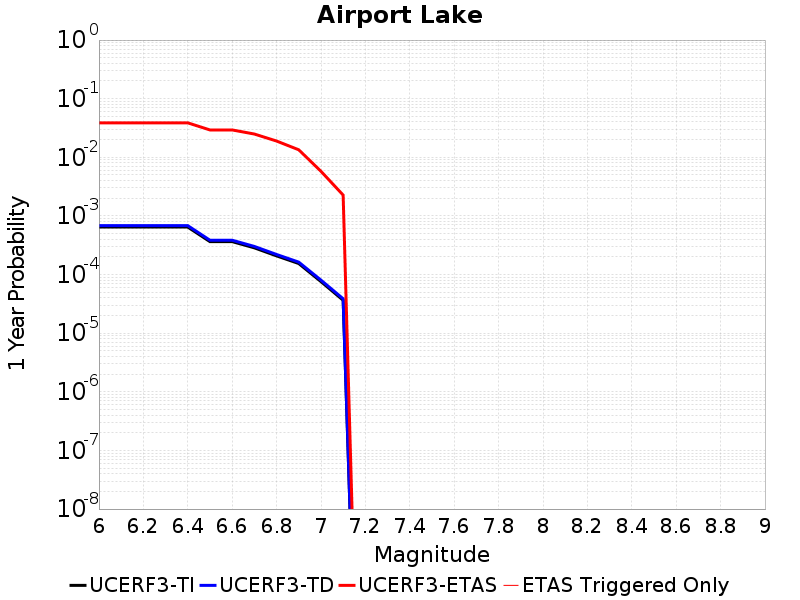 Airport Lake
10^0
10^-1
10^-2
10^-3
10^-4
10^-5
10^-6
10^-7
10^-8
1 Year Probability
6 6.2 6.4 6.6 6.8 7 7.2 7.4 7.6 7.8 8 8.2 8.4 8.6 8.8 9
Magnitude
UCERF3-TI UCERF3-TD UCERF3-ETAS ETAS Triggered Only